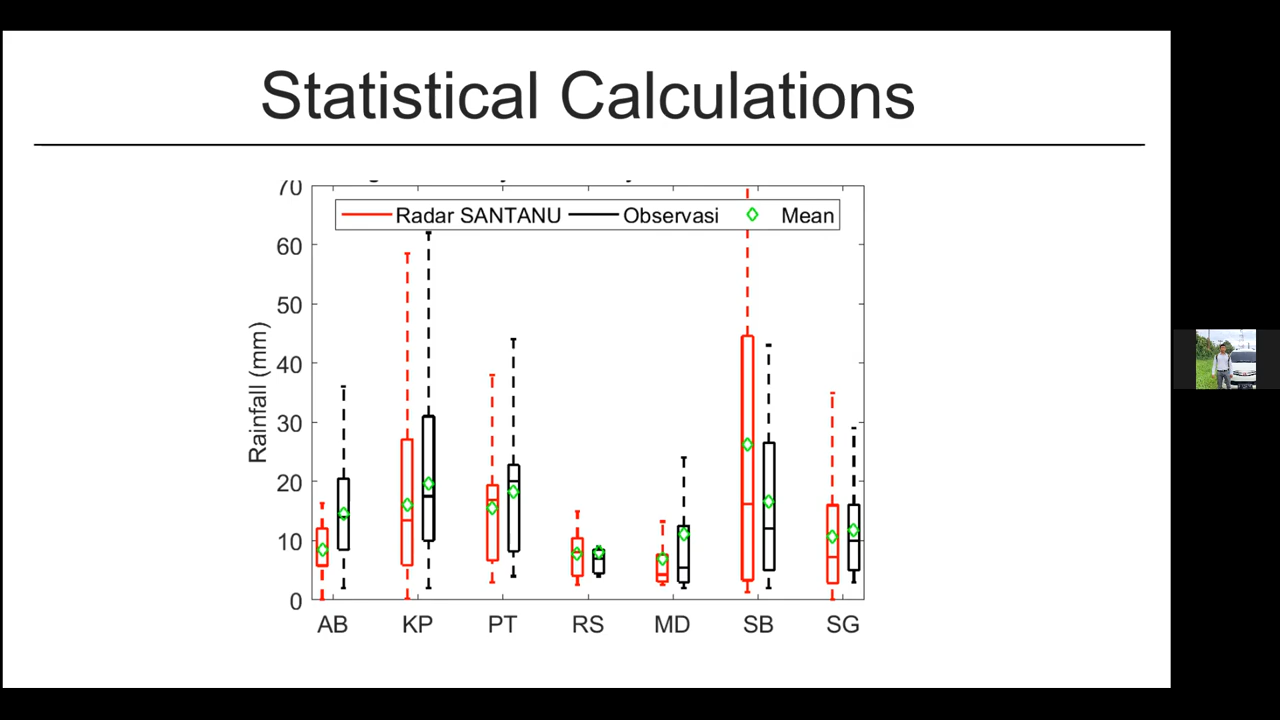 Statistical Calculations
70
Radar SANTANU Observasi Mean
60
50
40
30
20
10
0
Rainfall (mm)
AB KP PT RS MD SB SG